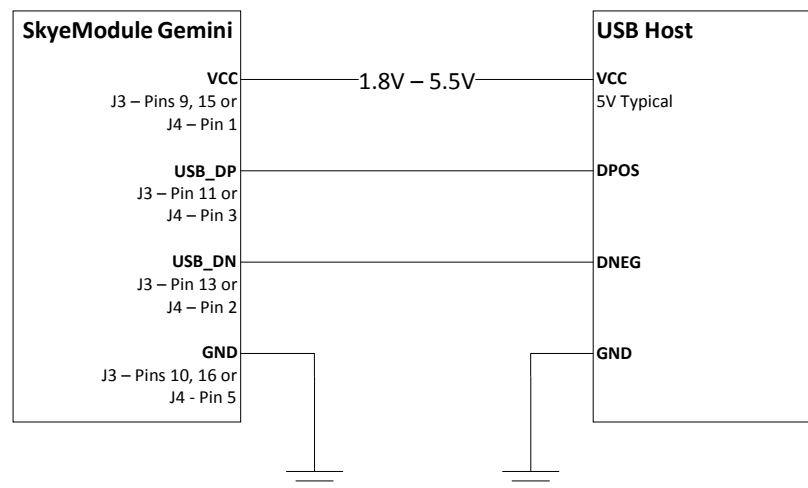 SkyeModule Gemini
VCC
J3 – Pins 9, 15 or
J4 – Pin 1
USB_DP
J3 – Pin 11 or
J4 – Pin 3
USB_DN
J3 – Pin 13 or
J4 – Pin 2
GND
J3 – Pins 10, 16 or
J4 - Pin 5
1.8V – 5.5V
USB Host
VCC
5V Typical
DPOS
DNEG
GND